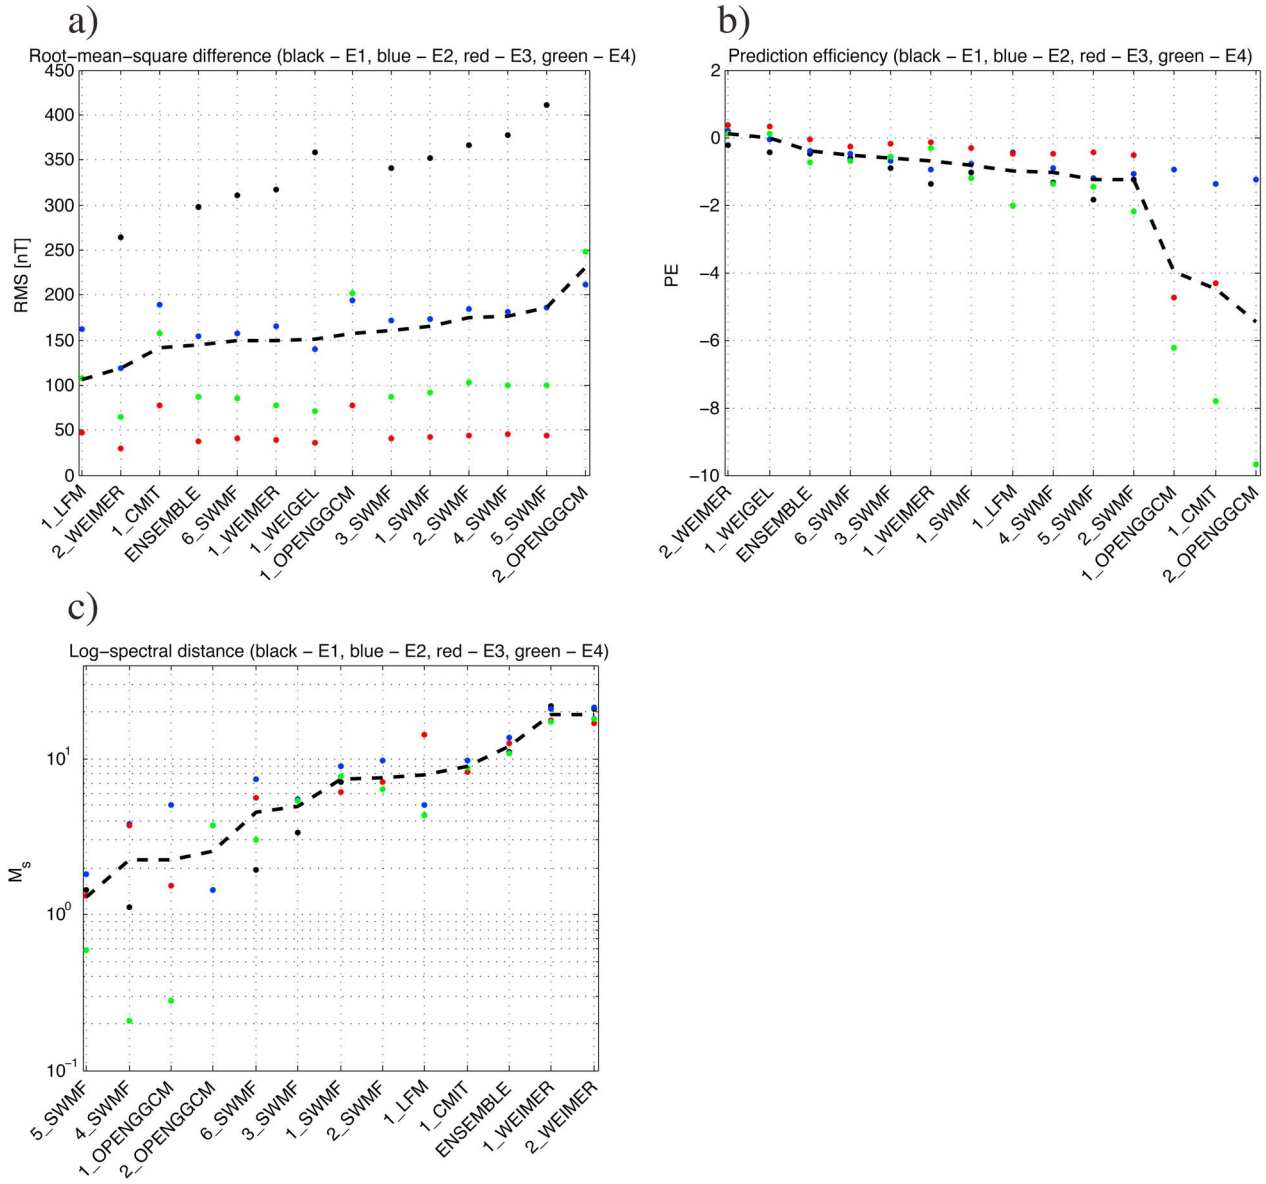 a)
Root−mean−square difference (black − E1, blue − E2, red − E3, green − E4)
450
400
350
300
250
200
150
100
50
0
RMS [nT]
1_LFM
2_WEIMER
1_CMIT
ENSEMBLE
6_SWMF
1_WEIMER
1_WEIGEL
1_OPENGGCM
3_SWMF
1_SWMF
2_SWMF
4_SWMF
5_SWMF
2_OPENGGCM
b)
Prediction efficiency (black − E1, blue − E2, red − E3, green − E4)
2
0
−2
−4
−6
−8
−10
PE
2_WEIMER
1_WEIGEL
ENSEMBLE
6_SWMF
3_SWMF
1_WEIMER
1_SWMF
1_LFM
4_SWMF
5_SWMF
2_SWMF
1_OPENGGCM
1_CMIT
2_OPENGGCM
c)
Log−spectral distance (black − E1, blue − E2, red − E3, green − E4)
10^1
10^0
10^−1
M_s
5_SWMF
4_SWMF
1_OPENGGCM
2_OPENGGCM
6_SWMF
3_SWMF
1_SWMF
2_SWMF
1_LFM
1_CMIT
ENSEMBLE
1_WEIMER
2_WEIMER